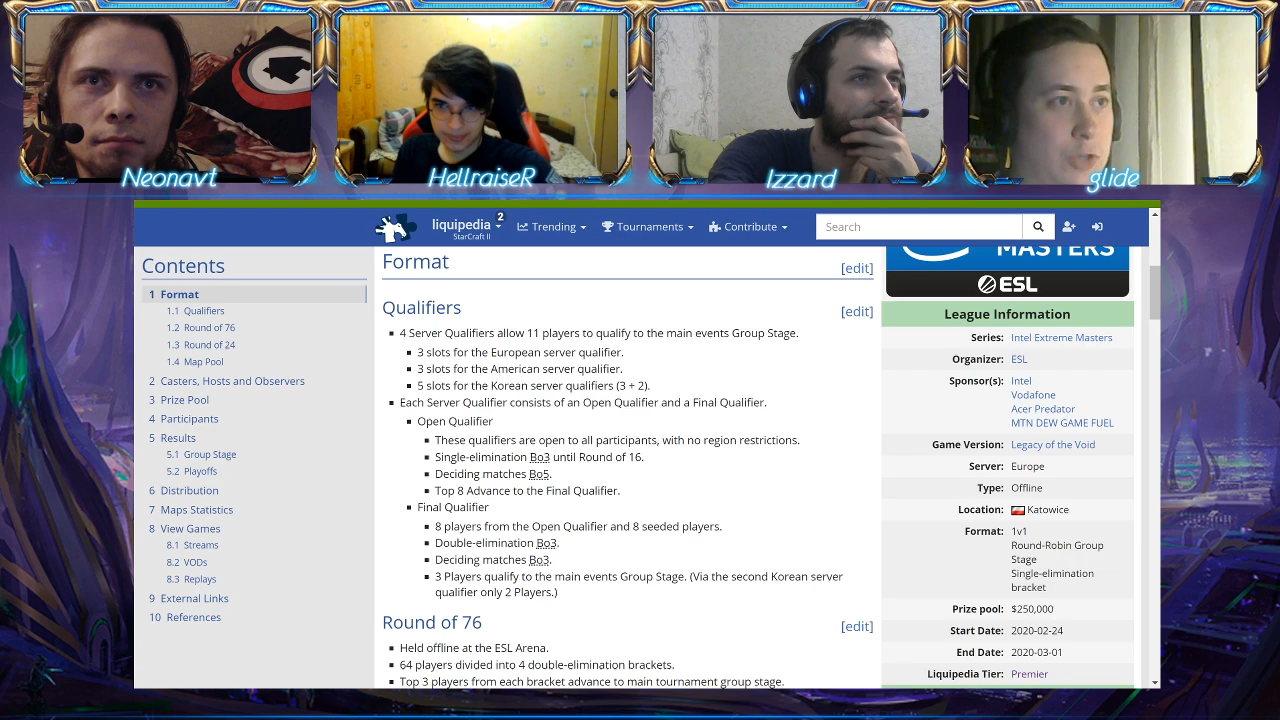 Neonavt
HellraiseR
Izzard
glide
liquipedia 2
StarCraft II
Trending
Tournaments
Contribute
Search
Contents
1 Format
1.1 Qualifiers
1.2 Round of 76
1.3 Round of 24
1.4 Map Pool
2 Casters, Hosts and Observers
3 Prize Pool
4 Participants
5 Results
5.1 Group Stage
5.2 Playoffs
6 Distribution
7 Maps Statistics
8 View Games
8.1 Streams
8.2 VODs
8.3 Replays
9 External Links
10 References
Format
[edit]
Qualifiers
[edit]
4 Server Qualifiers allow 11 players to qualify to the main events Group Stage.
3 slots for the European server qualifier.
3 slots for the American server qualifier.
5 slots for the Korean server qualifiers (3 + 2).
Each Server Qualifier consists of an Open Qualifier and a Final Qualifier.
Open Qualifier
These qualifiers are open to all participants, with no region restrictions.
Single-elimination Bo3 until Round of 16.
Deciding matches Bo5.
Top 8 Advance to the Final Qualifier.
Final Qualifier
8 players from the Open Qualifier and 8 seeded players.
Double-elimination Bo3.
Deciding matches Bo3.
3 Players qualify to the main events Group Stage. (Via the second Korean server
qualifier only 2 Players.)
Round of 76
[edit]
Held offline at the ESL Arena.
64 players divided into 4 double-elimination brackets.
Top 3 players from each bracket advance to main tournament group stage.
MASTERS
ESL
League Information
Series: Intel Extreme Masters
Organizer: ESL
Sponsor(s): Intel
Vodafone
Acer Predator
MTN DEW GAME FUEL
Game Version: Legacy of the Void
Server: Europe
Type: Offline
Location: Katowice
Format: 1v1
Round-Robin Group
Stage
Single-elimination
bracket
Prize pool: $250,000
Start Date: 2020-02-24
End Date: 2020-03-01
Liquipedia Tier: Premier